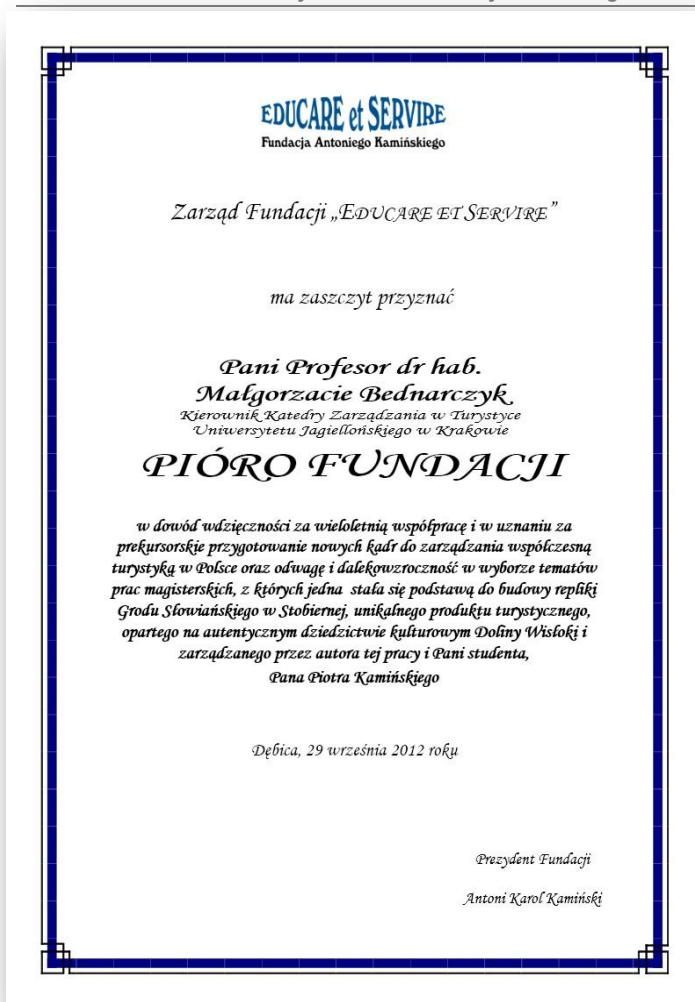 EDUCARE et SERVIRE
Fundacja Antoniego Kamińskiego
Zarząd Fundacji „EDUCARE ET SERVIRE”
ma zaszczyt przyznać
Pani Profesor dr hab.
Małgorzacie Bednarczyk
Kierownik Katedry Zarządzania w Turystyce
Uniwersytetu Jagiellońskiego w Krakowie
PIÓRO FUNDACJI
w dowód wdzięczności za wieloletnią współpracę i w uznaniu za
prekursorskie przygotowanie nowych kadr do zarządzania współczesną
turystyką w Polsce oraz odwagę i dalekowzroczność w wyborze tematów
prac magisterskich, z których jedna stała się podstawą do budowy repliki
Grodu Słowiańskiego w Stobiernej, unikalnego produktu turystycznego,
opartego na autentycznym dziedzictwie kulturowym Doliny Wisłoki i
zarządzanego przez autora tej pracy i Pani studenta,
Pana Piotra Kamińskiego
Dębica, 29 września 2012 roku
Prezydent Fundacji
Antoni Karol Kamiński